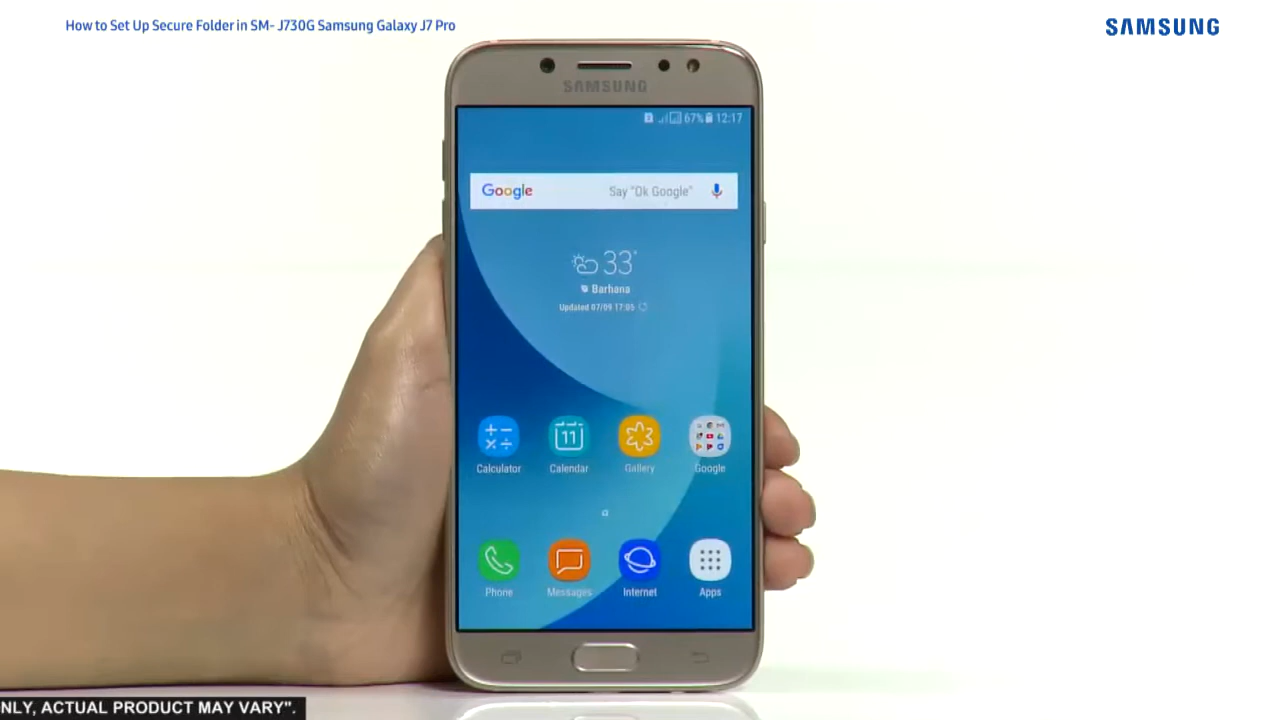 How to Set Up Secure Folder in SM- J730G Samsung Galaxy J7 Pro
SAMSUNG
SAMSUNG
67% 12:17
Google Say "Ok Google"
33°
Barhana
Updated 07/09 17:05
11
Calculator Calendar Gallery Google
Phone Messages Internet Apps
NLY, ACTUAL PRODUCT MAY VARY".